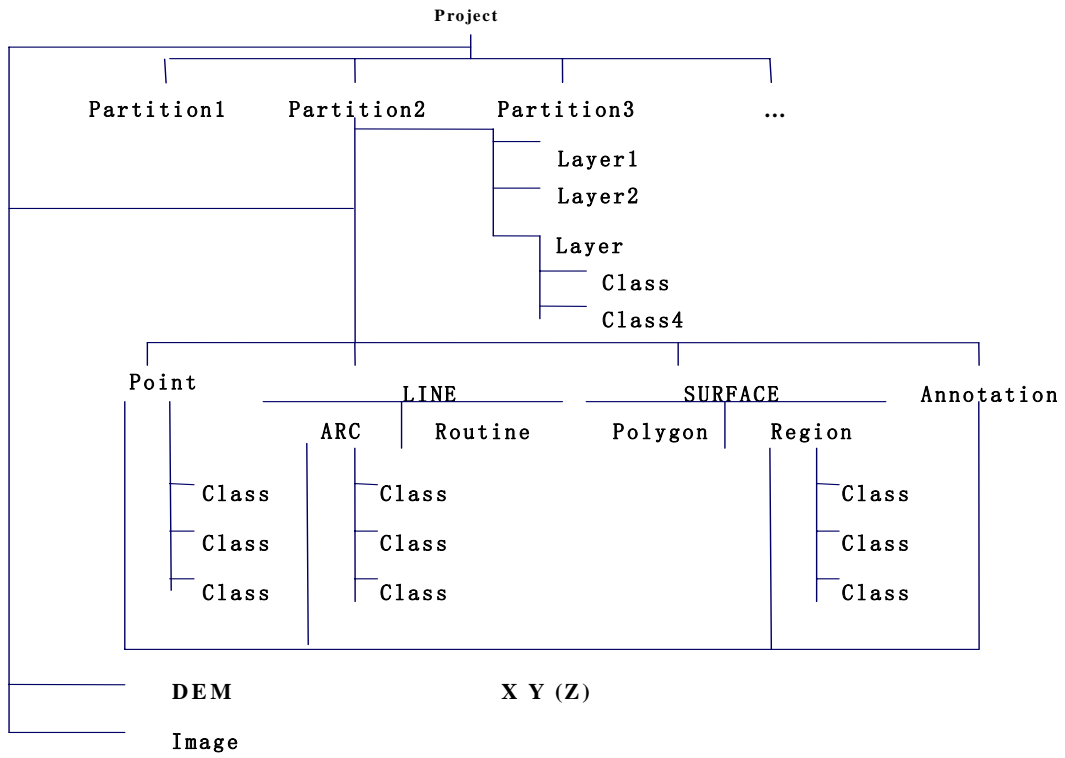 Project
Partition1 Partition2 Partition3 ...
Layer1
Layer2
Layer
Class
Class4
Point LINE SURFACE Annotation
ARC Routine Polygon Region
Class Class Class
Class Class Class
Class Class Class
DEM X Y (Z)
Image